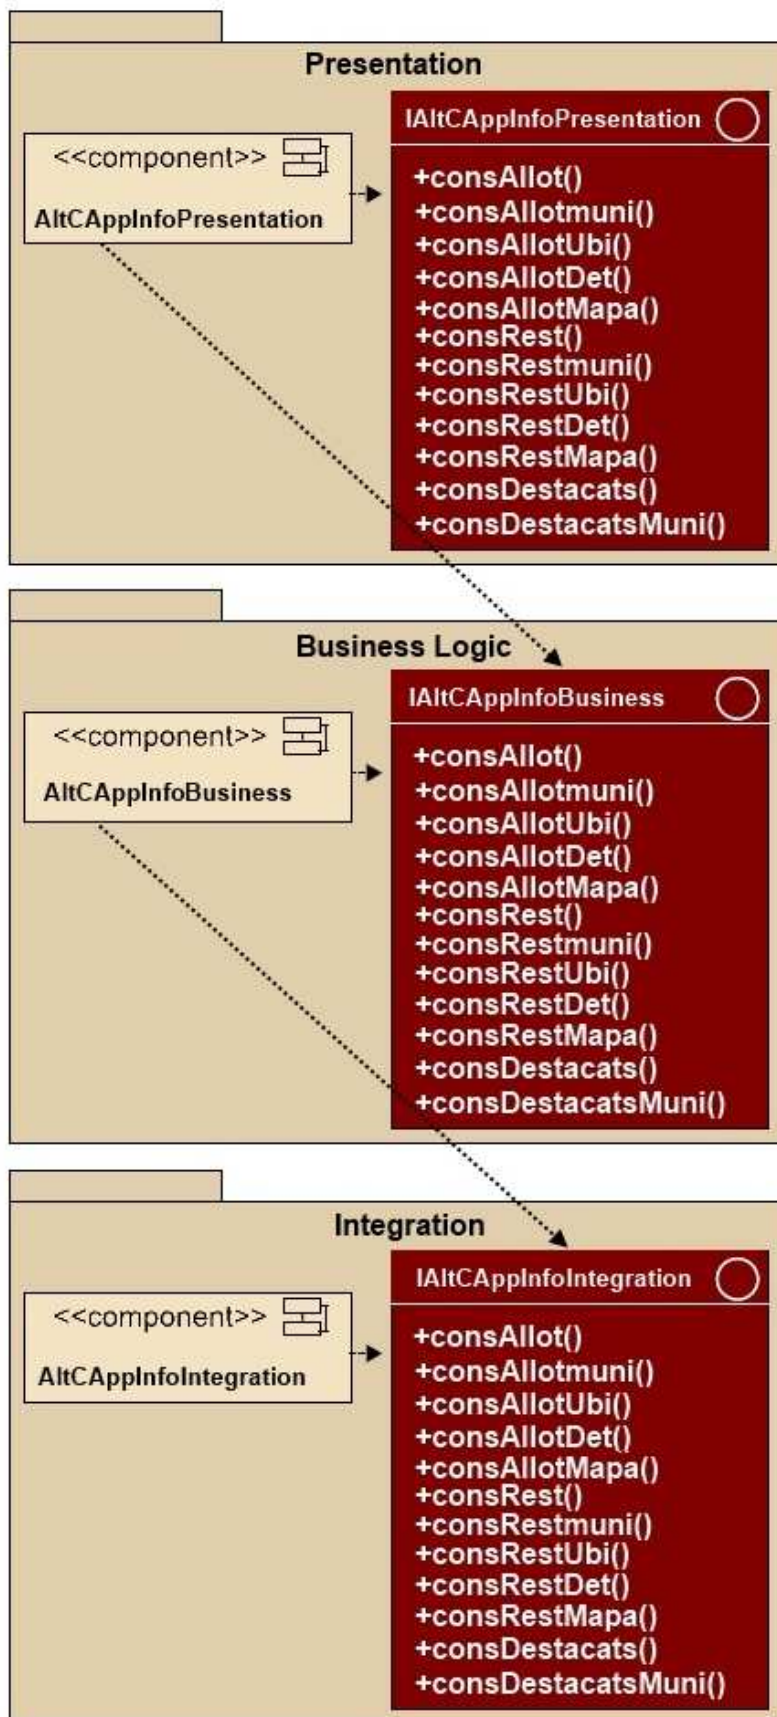 Presentation
<<component>>
AltCAppInfoPresentation
IAltCAppInfoPresentation
+consAllot()
+consAllotmuni()
+consAllotUbi()
+consAllotDet()
+consAllotMapa()
+consRest()
+consRestmuni()
+consRestUbi()
+consRestDet()
+consRestMapa()
+consDestacats()
+consDestacatsMuni()
Business Logic
<<component>>
AltCAppInfoBusiness
IAltCAppInfoBusiness
+consAllot()
+consAllotmuni()
+consAllotUbi()
+consAllotDet()
+consAllotMapa()
+consRest()
+consRestmuni()
+consRestUbi()
+consRestDet()
+consRestMapa()
+consDestacats()
+consDestacatsMuni()
Integration
<<component>>
AltCAppInfoIntegration
IAltCAppInfoIntegration
+consAllot()
+consAllotmuni()
+consAllotUbi()
+consAllotDet()
+consAllotMapa()
+consRest()
+consRestmuni()
+consRestUbi()
+consRestDet()
+consRestMapa()
+consDestacats()
+consDestacatsMuni()